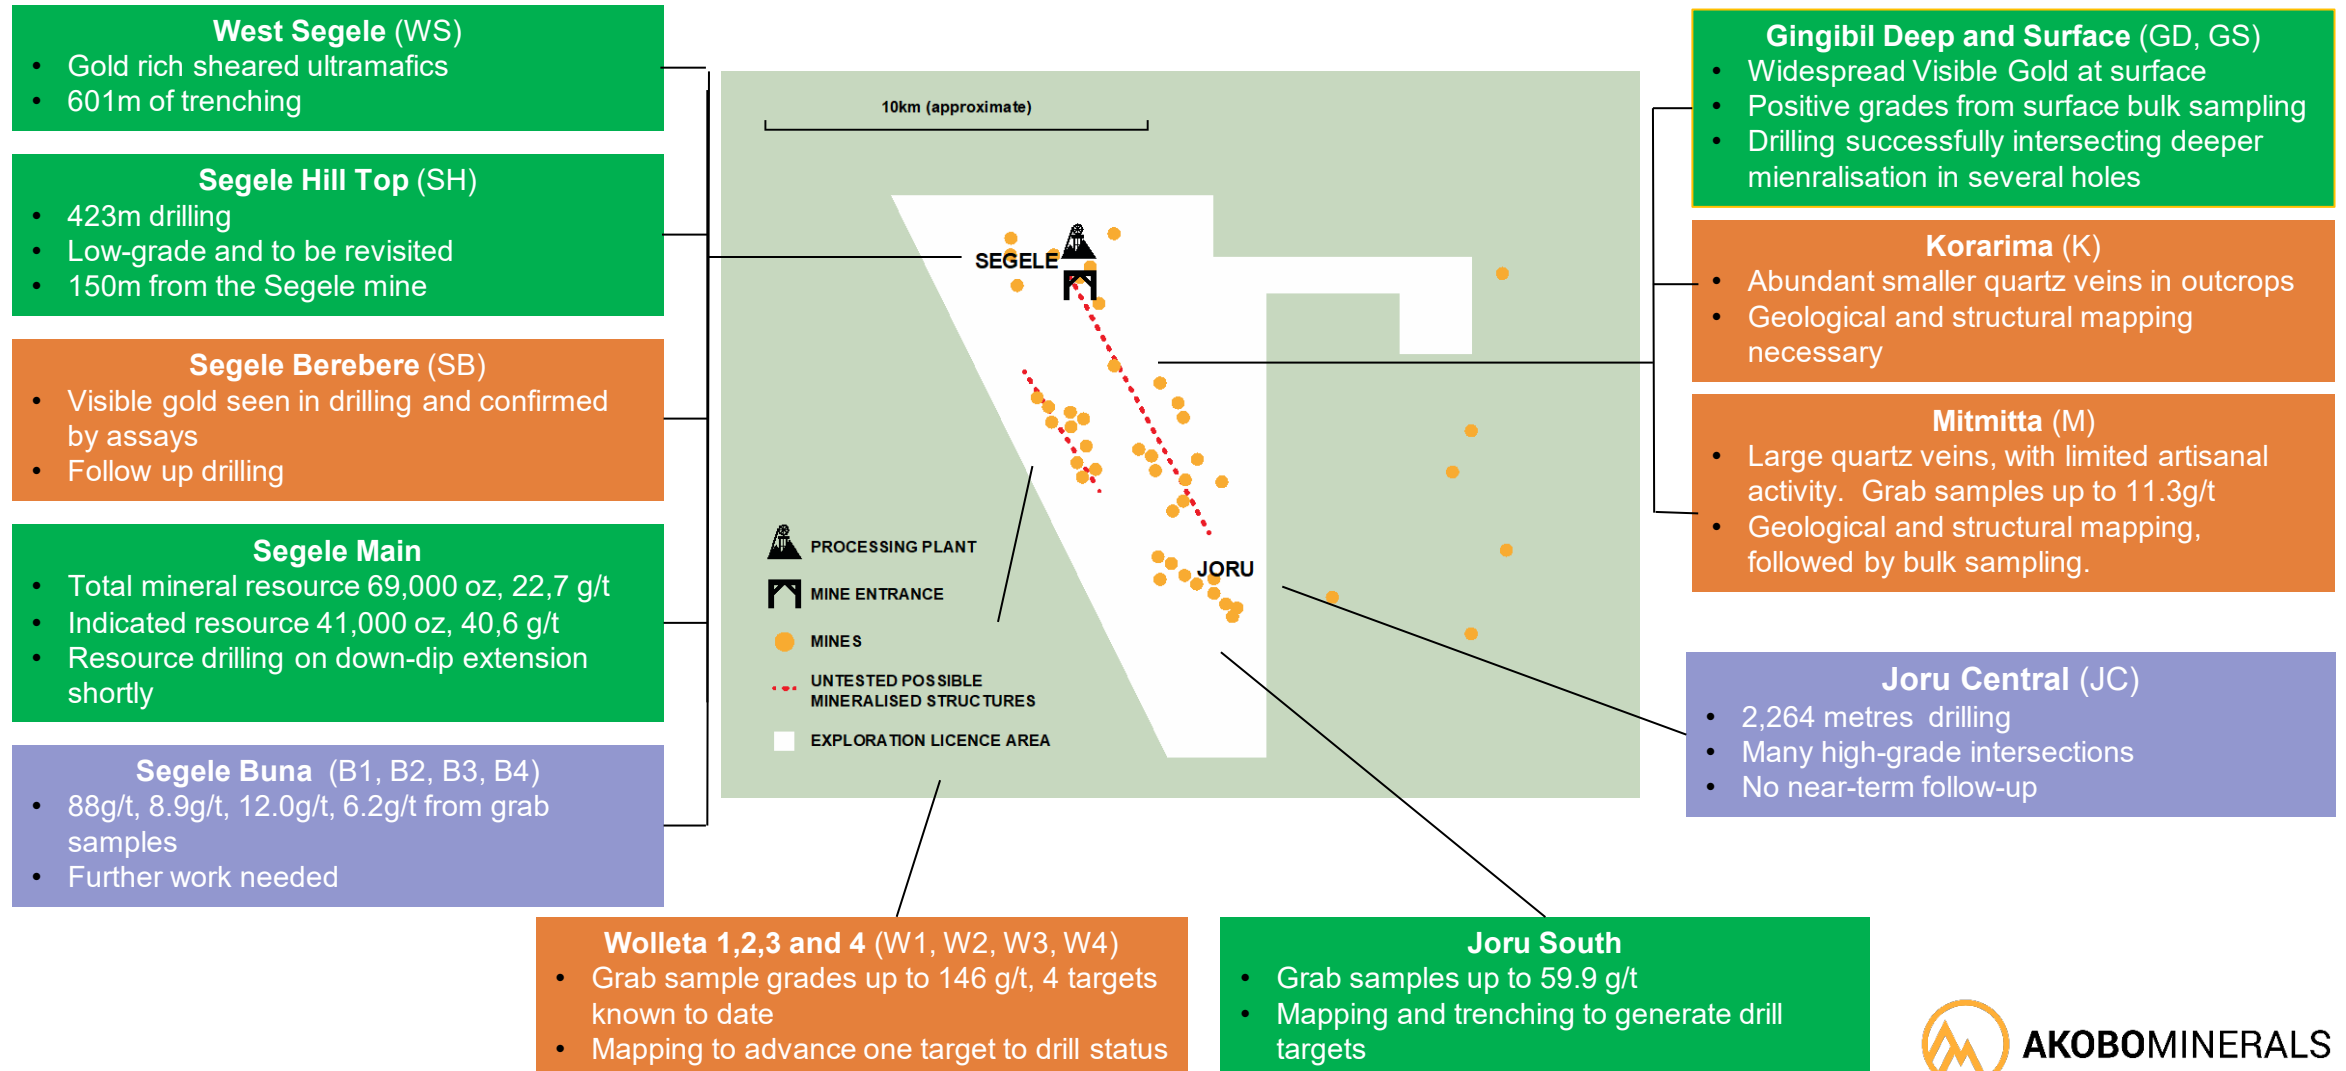 West Segele (WS)
• Gold rich sheared ultramafics
• 601m of trenching
Segele Hill Top (SH)
• 423m drilling
• Low-grade and to be revisited
• 150m from the Segele mine
Segele Berebere (SB)
• Visible gold seen in drilling and confirmed
by assays
• Follow up drilling
Segele Main
• Total mineral resource 69,000 oz, 22,7 g/t
• Indicated resource 41,000 oz, 40,6 g/t
• Resource drilling on down-dip extension
shortly
Segele Buna (B1, B2, B3, B4)
• 88g/t, 8.9g/t, 12.0g/t, 6.2g/t from grab
samples
• Further work needed
10km (approximate)
SEGELE
JORU
PROCESSING PLANT
MINE ENTRANCE
MINES
UNTESTED POSSIBLE
MINERALISED STRUCTURES
EXPLORATION LICENCE AREA
Gingibil Deep and Surface (GD, GS)
• Widespread Visible Gold at surface
• Positive grades from surface bulk sampling
• Drilling successfully intersecting deeper
mienralisation in several holes
Korarima (K)
• Abundant smaller quartz veins in outcrops
• Geological and structural mapping
necessary
Mitmitta (M)
• Large quartz veins, with limited artisanal
activity. Grab samples up to 11.3g/t
• Geological and structural mapping,
followed by bulk sampling.
Joru Central (JC)
• 2,264 metres drilling
• Many high-grade intersections
• No near-term follow-up
Wolleta 1,2,3 and 4 (W1, W2, W3, W4)
• Grab sample grades up to 146 g/t, 4 targets
known to date
• Mapping to advance one target to drill status
Joru South
• Grab samples up to 59.9 g/t
• Mapping and trenching to generate drill
targets
AKOBOMINERALS